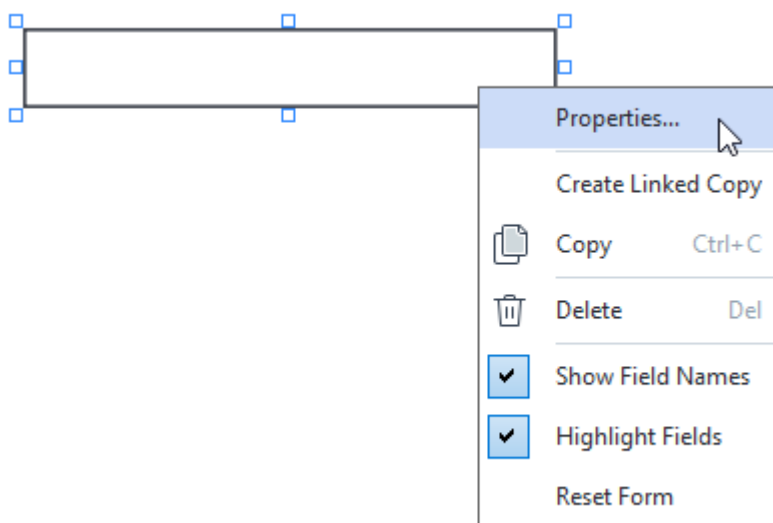 Properties...
Create Linked Copy
Copy Ctrl+C
Delete Del
Show Field Names
Highlight Fields
Reset Form